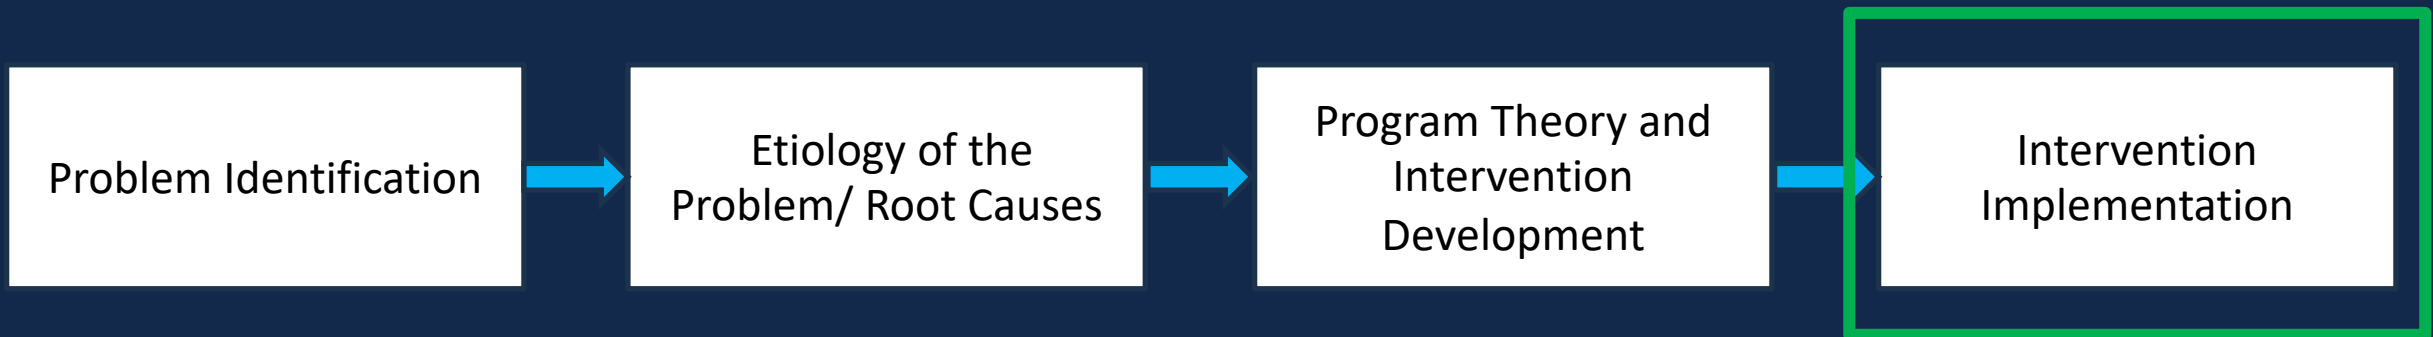 Problem Identification
Etiology of the
Problem/ Root Causes
Program Theory and
Intervention
Development
Intervention
Implementation